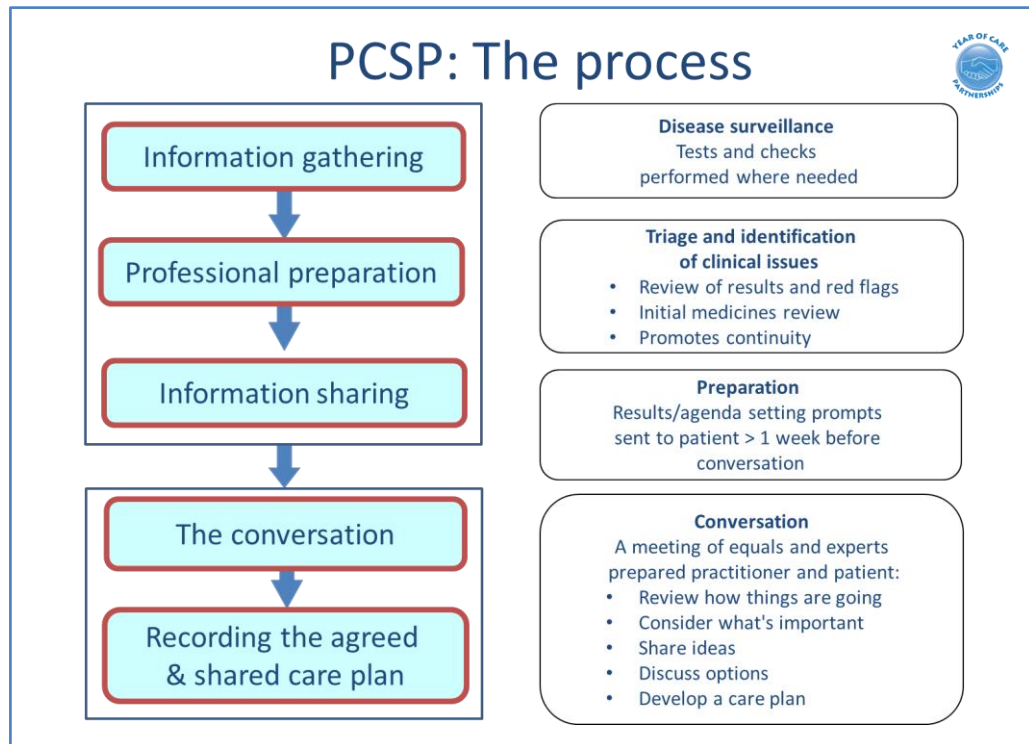 PCSP: The process
YEAR OF CARE
PARTNERSHIPS
Information gathering
Professional preparation
Information sharing
The conversation
Recording the agreed
& shared care plan
Disease surveillance
Tests and checks
performed where needed
Triage and identification
of clinical issues
• Review of results and red flags
• Initial medicines review
• Promotes continuity
Preparation
Results/agenda setting prompts
sent to patient > 1 week before
conversation
Conversation
A meeting of equals and experts
prepared practitioner and patient:
• Review how things are going
• Consider what's important
• Share ideas
• Discuss options
• Develop a care plan